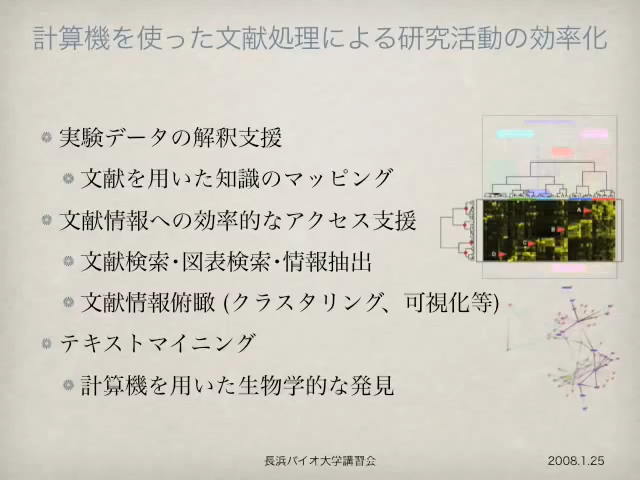 計算機を使った文献処理による研究活動の効率化
実験データの解釈支援
文献を用いた知識のマッピング
文献情報への効率的なアクセス支援
文献検索･図表検索･情報抽出
文献情報俯瞰 (クラスタリング、可視化等)
テキストマイニング
計算機を用いた生物学的な発見
A
B
C
D
長浜バイオ大学講習会
2008.1.25